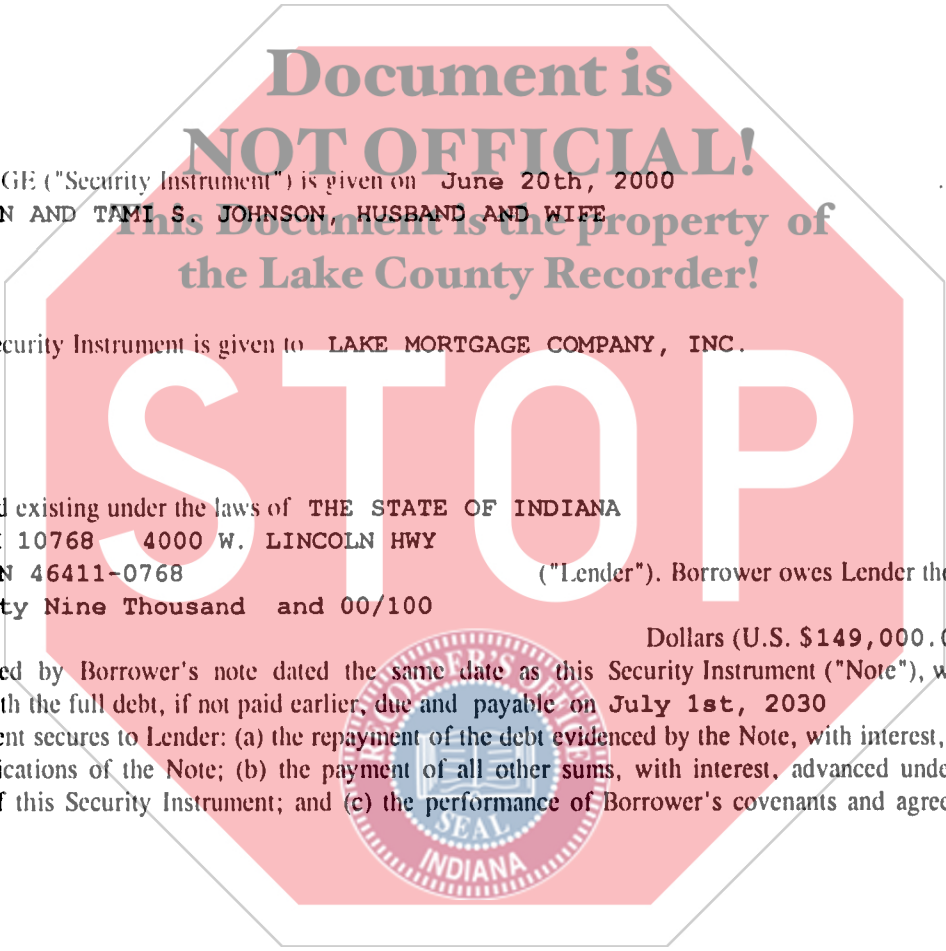 Document is
NOT OFFICIAL!
GE ("Security Instrument") is given on June 20th, 2000
N AND TAMI S. JOHNSON, HUSBAND AND WIFE
This Document is the property of
the Lake County Recorder!
ecurity Instrument is given to LAKE MORTGAGE COMPANY, INC.
STOP
d existing under the laws of THE STATE OF INDIANA
10768 4000 W. LINCOLN HWY
N 46411-0768 ("Lender"). Borrower owes Lender the
ty Nine Thousand and 00/100
Dollars (U.S. $149,000.0
ed by Borrower's note dated the same date as this Security Instrument ("Note"), w
th the full debt, if not paid earlier, due and payable on July 1st, 2030
ent secures to Lender: (a) the repayment of the debt evidenced by the Note, with interest,
ications of the Note; (b) the payment of all other sums, with interest, advanced unde
f this Security Instrument; and (c) the performance of Borrower's covenants and agree
RECORDER'S OFFICE
SEAL
INDIANA